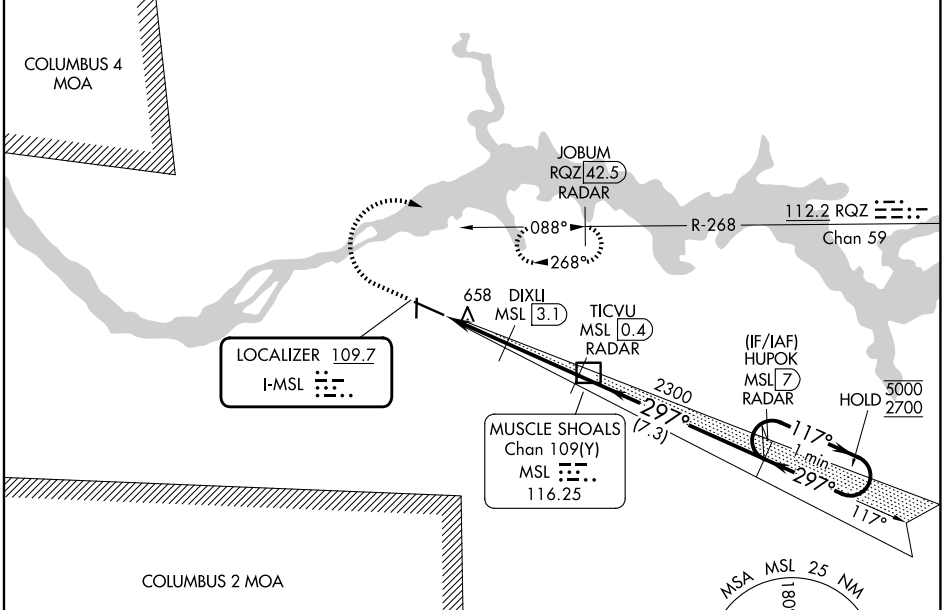 COLUMBUS 4
MOA
JOBUM
RQZ 42.5
RADAR
112.2 RQZ
Chan 59
R-268
088°
268°
658
DIXLI
MSL 3.1
TICVU
MSL 0.4
RADAR
(IF/IAF)
HUPOK
MSL 7
RADAR
HOLD 5000
2700
LOCALIZER 109.7
I-MSL
2300
297°
(7.3)
117°
1 min
297°
117°
MUSCLE SHOALS
Chan 109(Y)
MSL
116.25
COLUMBUS 2 MOA
MSA MSL 25 NM
180°